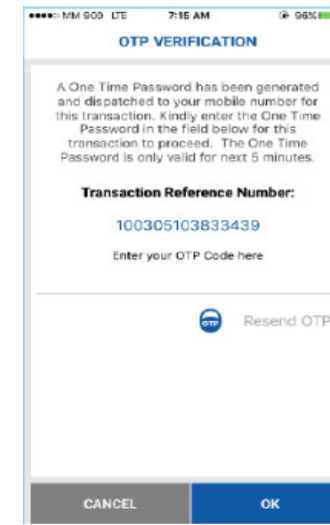 MM 900 LTE 7:15 AM 96%
OTP VERIFICATION
A One Time Password has been generated
and dispatched to your mobile number for
this transaction. Kindly enter the One Time
Password in the field below for this
transaction to proceed. The One Time
Password is only valid for next 5 minutes.
Transaction Reference Number:
100305103833439
Enter your OTP Code here
OTP Resend OTP
CANCEL OK